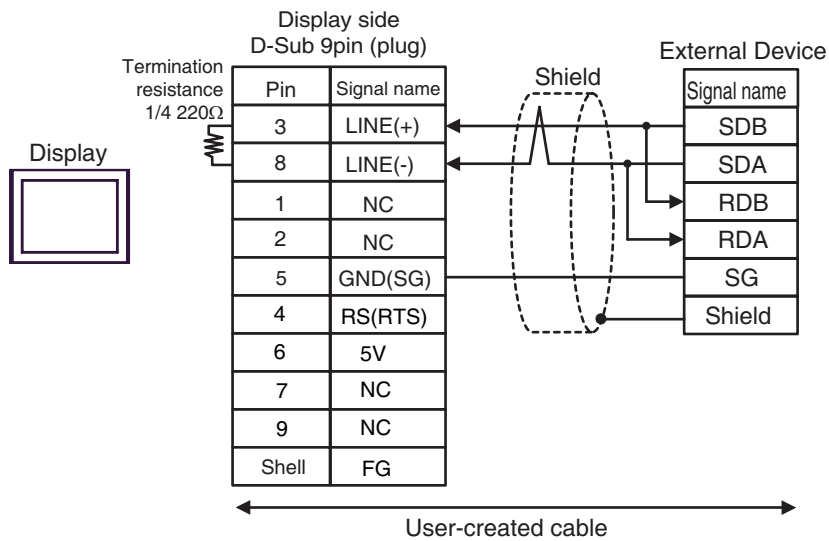 Display side
D-Sub 9pin (plug)
External Device
Termination
resistance
1/4 220Ω
Shield
Display
Pin Signal name
3 LINE(+)
8 LINE(-)
1 NC
2 NC
5 GND(SG)
4 RS(RTS)
6 5V
7 NC
9 NC
Shell FG
Signal name
SDB
SDA
RDB
RDA
SG
Shield
User-created cable